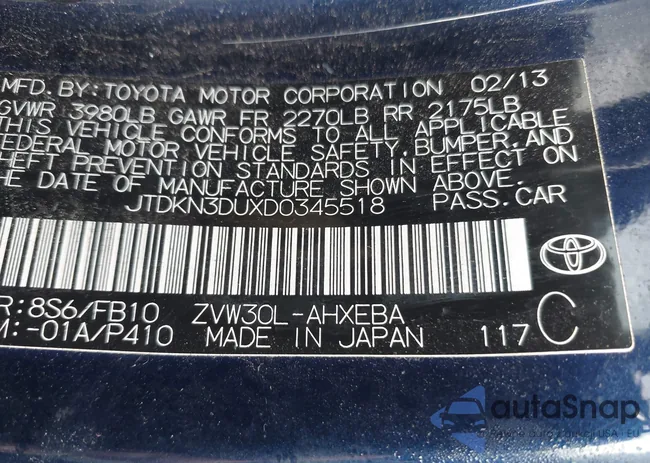 MFD. BY: TOYOTA MOTOR CORPORATION 02/13
GVWR 3980LB GAWR FR 2270LB RR 2175LB
THIS VEHICLE CONFORMS TO ALL APPLICABLE
FEDERAL MOTOR VEHICLE SAFETY, BUMPER, AND
THEFT PREVENTION STANDARDS IN EFFECT ON
THE DATE OF MANUFACTURE SHOWN ABOVE.
JTDKN3DUXD0345518 PASS. CAR
R:8S6/FB10 ZVW30L-AHXEBA
M:-01A/P410 MADE IN JAPAN 117 C
autaSnap